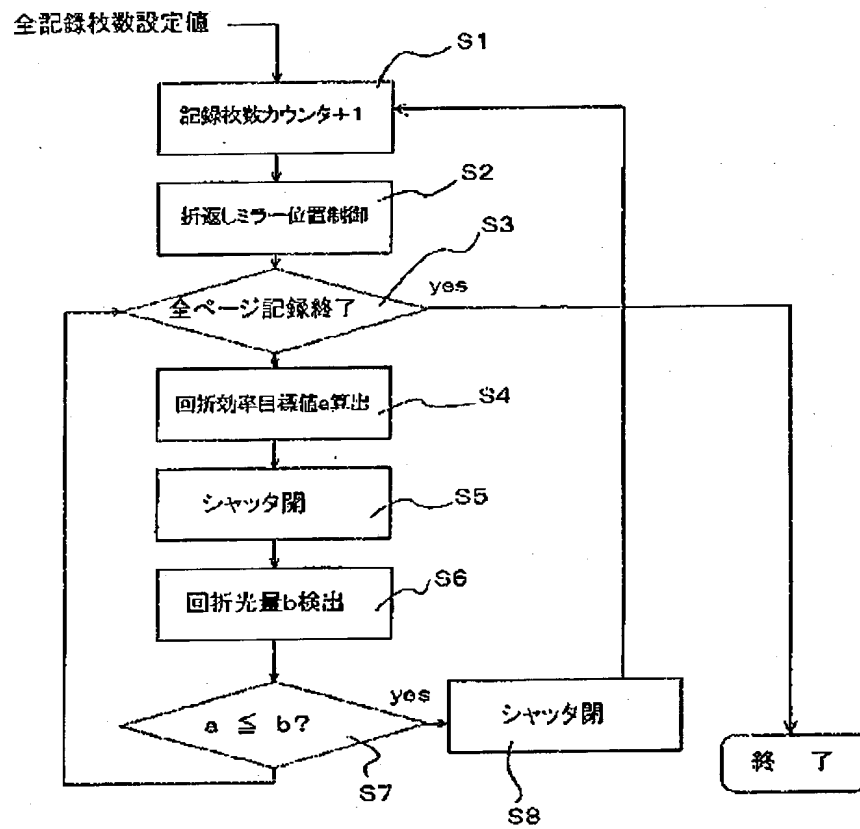 全記録枚数設定値
S1
記録枚数カウンタ+1
S2
折返しミラー位置制御
S3
全ページ記録終了
yes
回折効率目標値a算出
S4
シャッタ開
S5
回折光量b検出
S6
a ≦ b?
yes
S7
シャッタ閉
S8
終 了